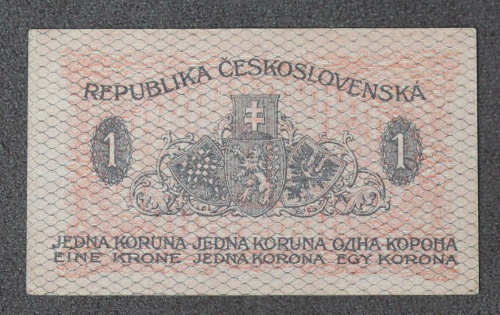 REPUBLIKA ČESKOSLOVENSKÁ
1 1
JEDNA KORUNA JEDNA KORUNA ОДНА КОРОНА
EINE KRONE JEDNA KORONA EGY KORONA